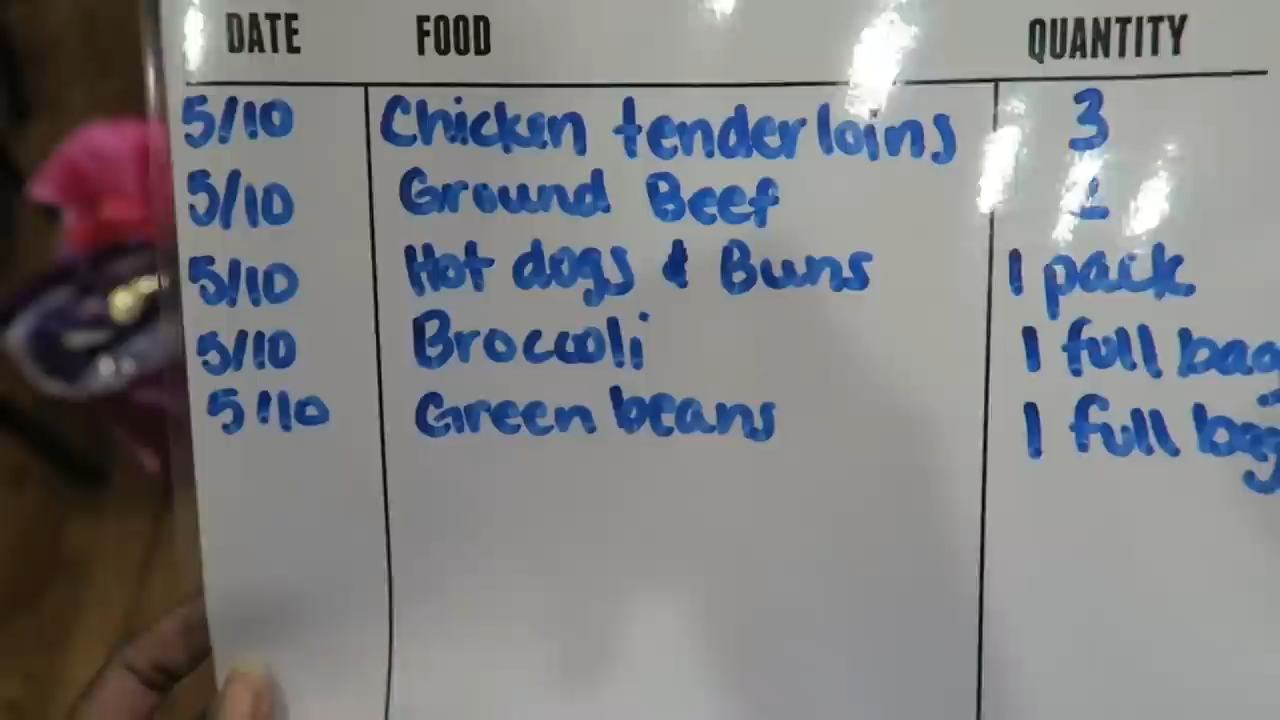 DATE FOOD QUANTITY
5/10 Chicken tenderloins 3
5/10 Ground Beef
5/10 Hot dogs & Buns 1 pack
5/10 Broccoli 1 full bag
5/10 Green beans 1 full bag